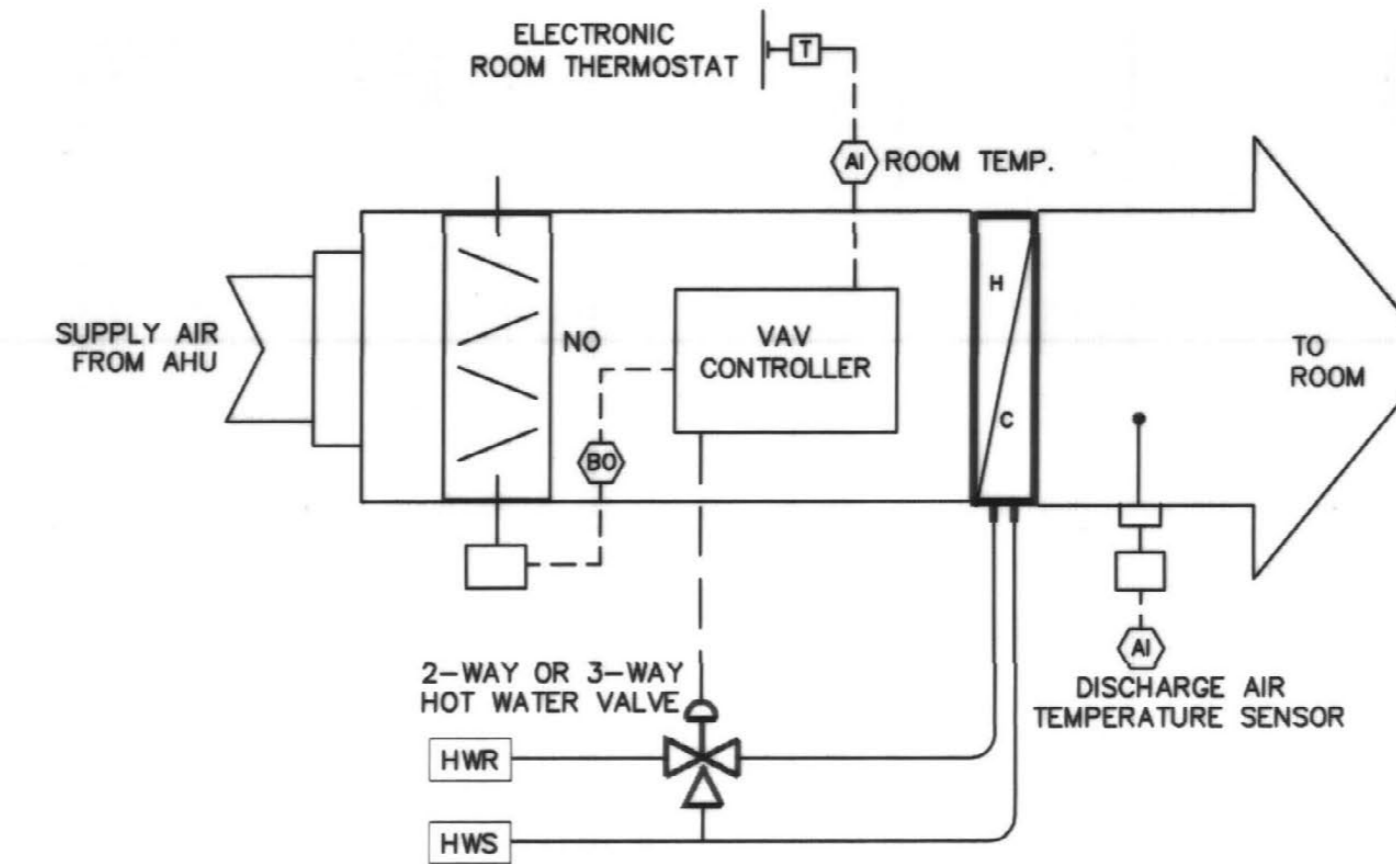 ELECTRONIC
ROOM THERMOSTAT
T
AI
ROOM TEMP.
SUPPLY AIR
FROM AHU
NO
VAV
CONTROLLER
H
C
TO
ROOM
BO
2-WAY OR 3-WAY
HOT WATER VALVE
AI
DISCHARGE AIR
TEMPERATURE SENSOR
HWR
HWS